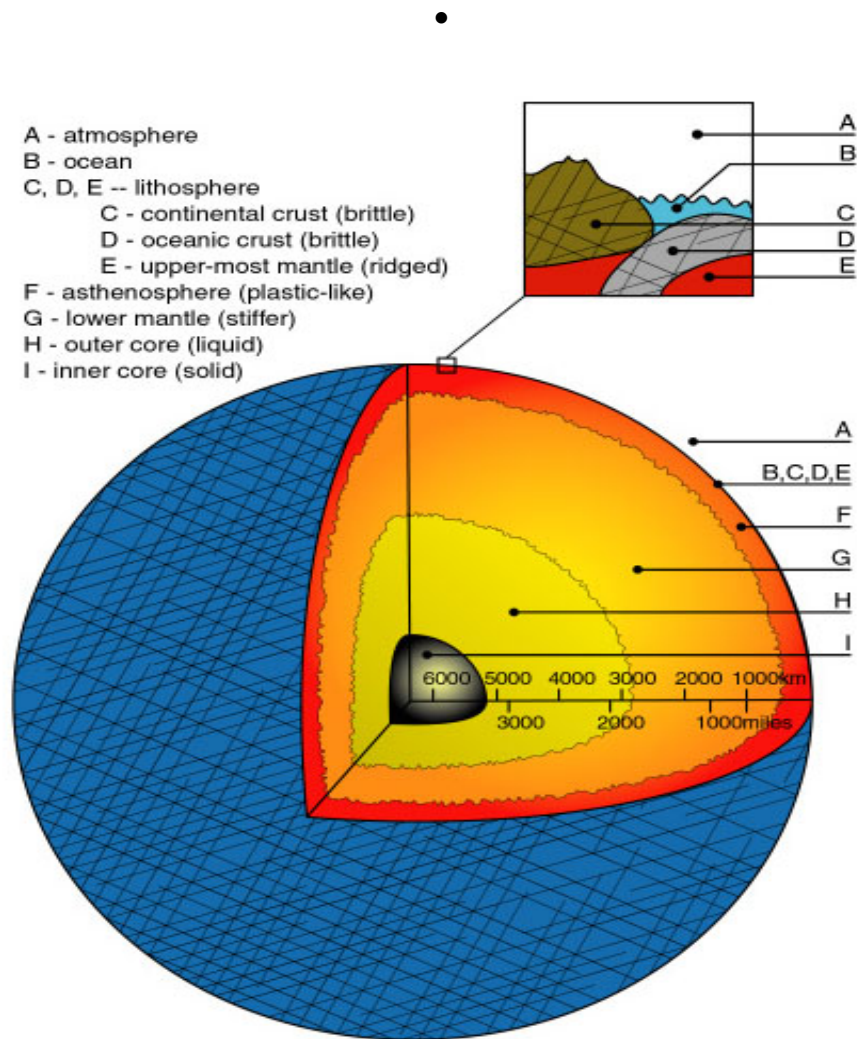 A - atmosphere
B - ocean
C, D, E -- lithosphere
C - continental crust (brittle)
D - oceanic crust (brittle)
E - upper-most mantle (ridged)
F - asthenosphere (plastic-like)
G - lower mantle (stiffer)
H - outer core (liquid)
I - inner core (solid)
A
B
C
D
E
A
B,C,D,E
F
G
H
I
6000 5000 4000 3000 2000 1000km
3000 2000 1000miles